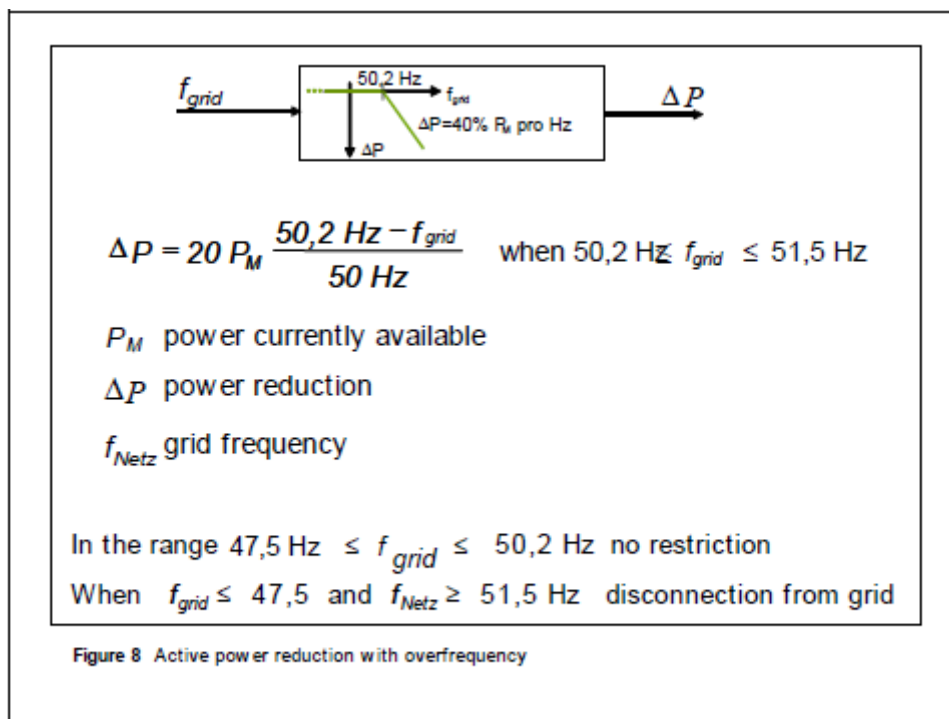 50,2 Hz
f_grid
f_grid
ΔP
ΔP=40% P_M pro Hz
ΔP
ΔP = 20 P_M (50,2 Hz − f_grid) / 50 Hz when 50,2 Hz ≤ f_grid ≤ 51,5 Hz
P_M power currently available
ΔP power reduction
f_Netz grid frequency
In the range 47,5 Hz ≤ f_grid ≤ 50,2 Hz no restriction
When f_grid ≤ 47,5 and f_Netz ≥ 51,5 Hz disconnection from grid
Figure 8 Active power reduction with overfrequency